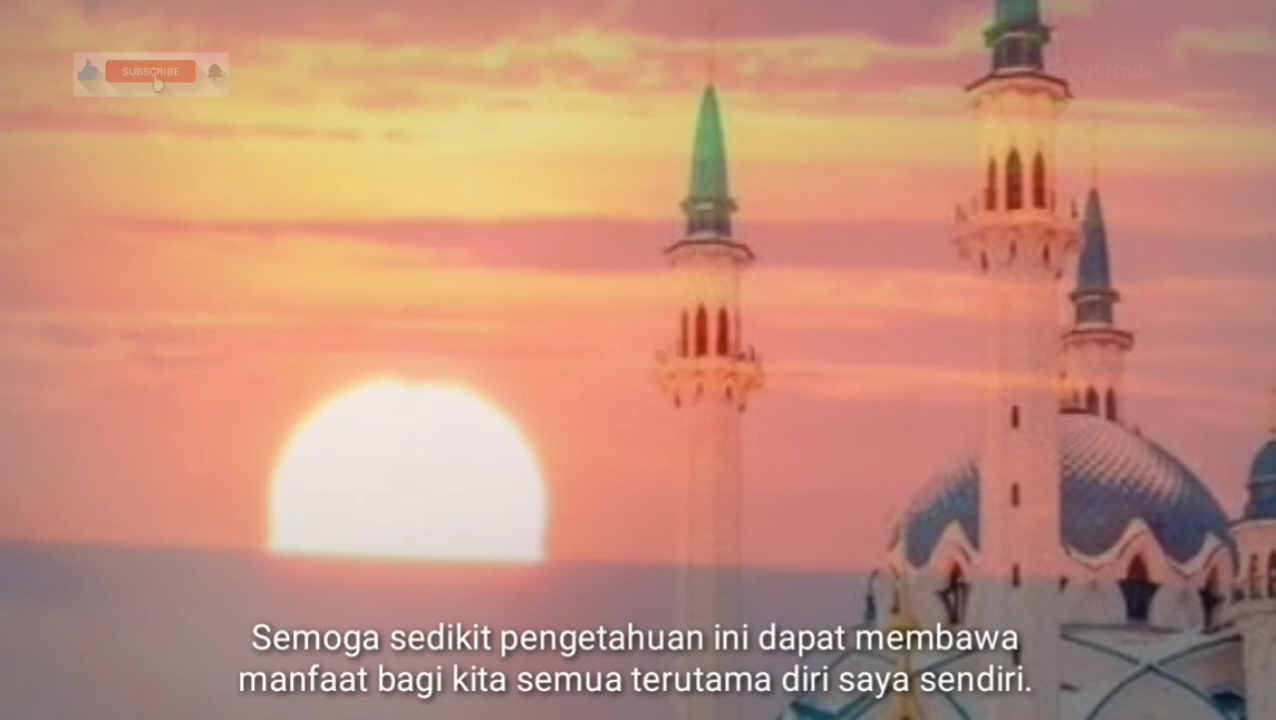 SUBSCRIBE
Semoga sedikit pengetahuan ini dapat membawa
manfaat bagi kita semua terutama diri saya sendiri.